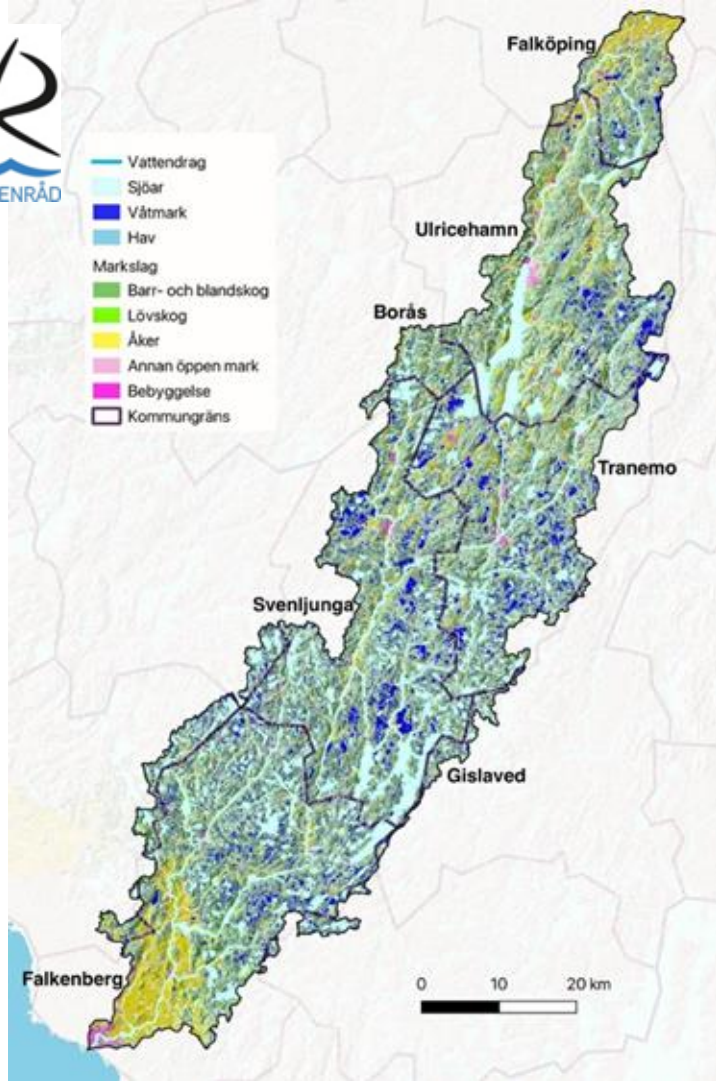 ENRÅD
Vattendrag
Sjöar
Våtmark
Hav
Markslag
Barr- och blandskog
Lövskog
Åker
Annan öppen mark
Bebyggelse
Kommungräns
Falköping
Ulricehamn
Borås
Tranemo
Svenljunga
Gislaved
Falkenberg
0 10 20 km